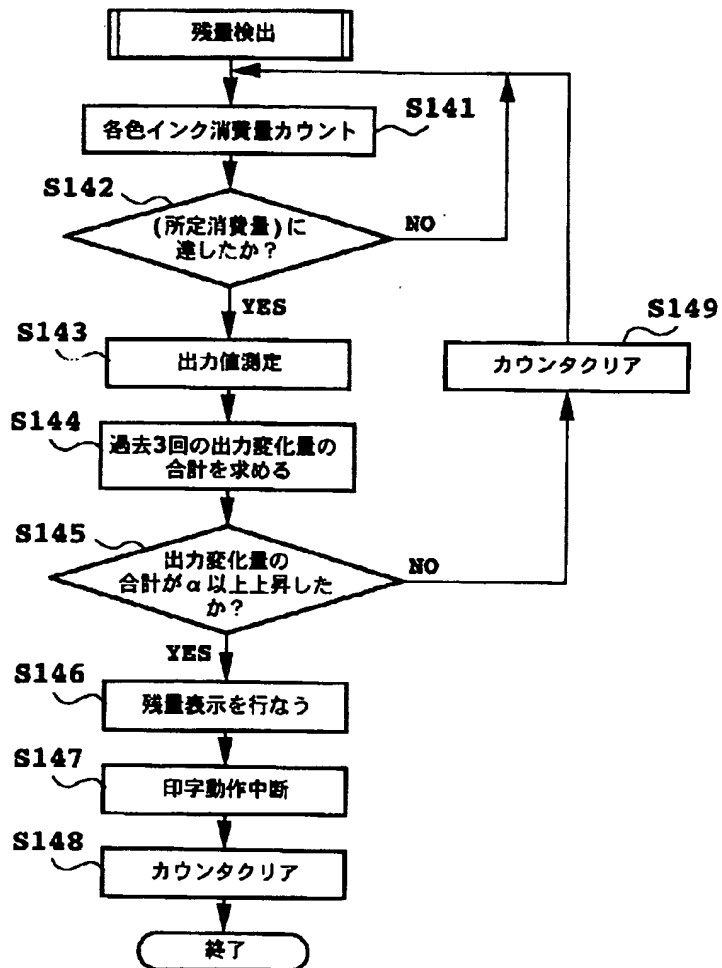 残量検出
S141
各色インク消費量カウント
S142
(所定消費量)に
達したか？
NO
YES
S143
出力値測定
S149
カウンタクリア
S144
過去3回の出力変化量の
合計を求める
S145
出力変化量の
合計がα以上上昇した
か？
NO
YES
S146
残量表示を行なう
S147
印字動作中断
S148
カウンタクリア
終了